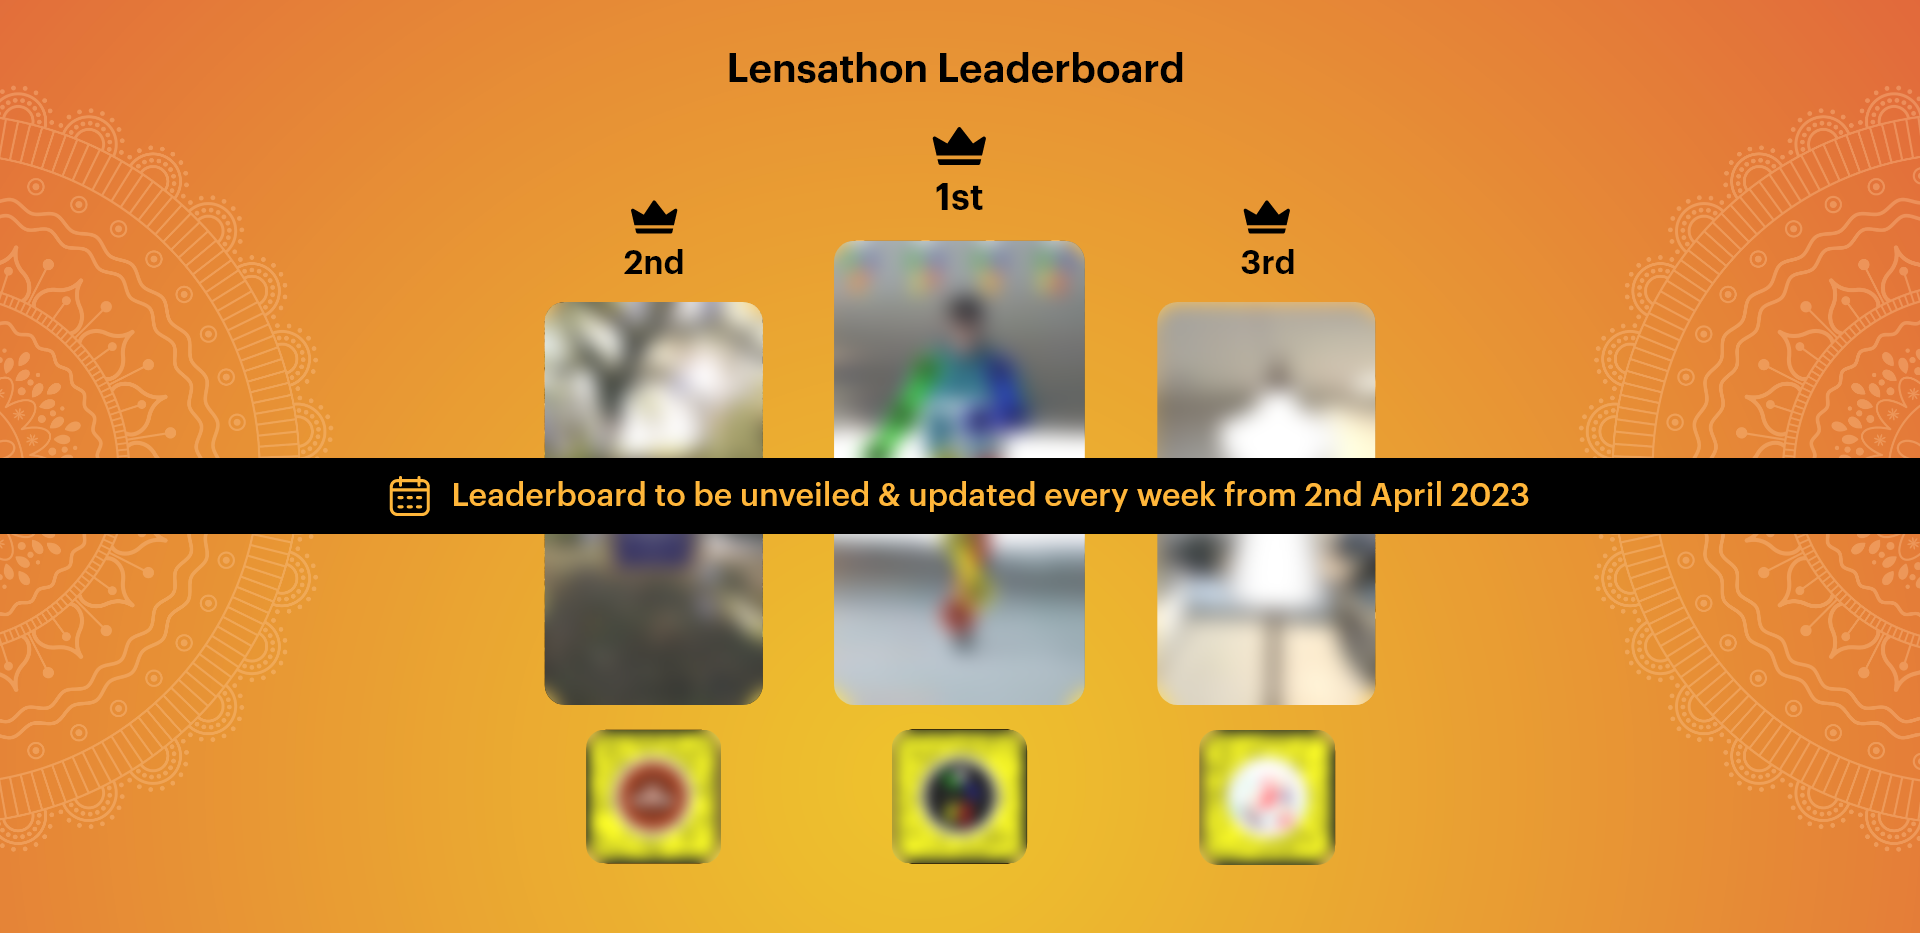 Lensathon Leaderboard
1st
2nd
3rd
Leaderboard to be unveiled & updated every week from 2nd April 2023